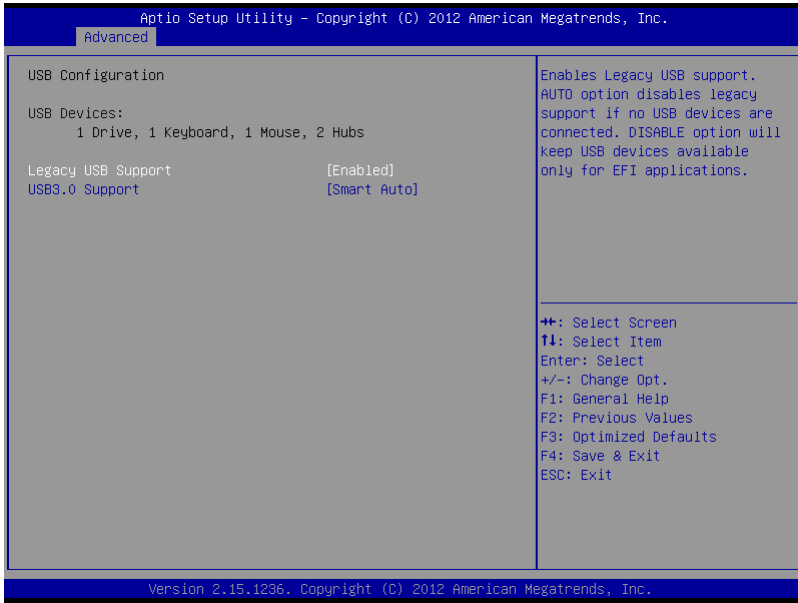 Aptio Setup Utility – Copyright (C) 2012 American Megatrends, Inc.
Advanced
USB Configuration
USB Devices:
1 Drive, 1 Keyboard, 1 Mouse, 2 Hubs
Legacy USB Support [Enabled]
USB3.0 Support [Smart Auto]
Enables Legacy USB support.
AUTO option disables legacy
support if no USB devices are
connected. DISABLE option will
keep USB devices available
only for EFI applications.
→←: Select Screen
↑↓: Select Item
Enter: Select
+/-: Change Opt.
F1: General Help
F2: Previous Values
F3: Optimized Defaults
F4: Save & Exit
ESC: Exit
Version 2.15.1236. Copyright (C) 2012 American Megatrends, Inc.